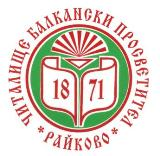 ЧИТАЛИЩЕ БАЛКАНСКИ ПРОСВЕТИТЕЛ
18 71
* РАЙКОВО *